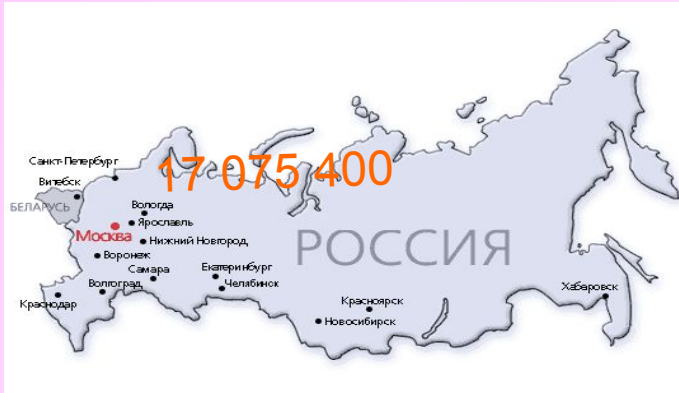 17 075 400
Санкт-Петербург
Витебск
БЕЛАРУСЬ
Вологда
Ярославль
Москва
Нижний Новгород
РОССИЯ
Воронеж
Самара
Екатеринбург
Волгоград
Челябинск
Хабаровск
Краснодар
Красноярск
Новосибирск